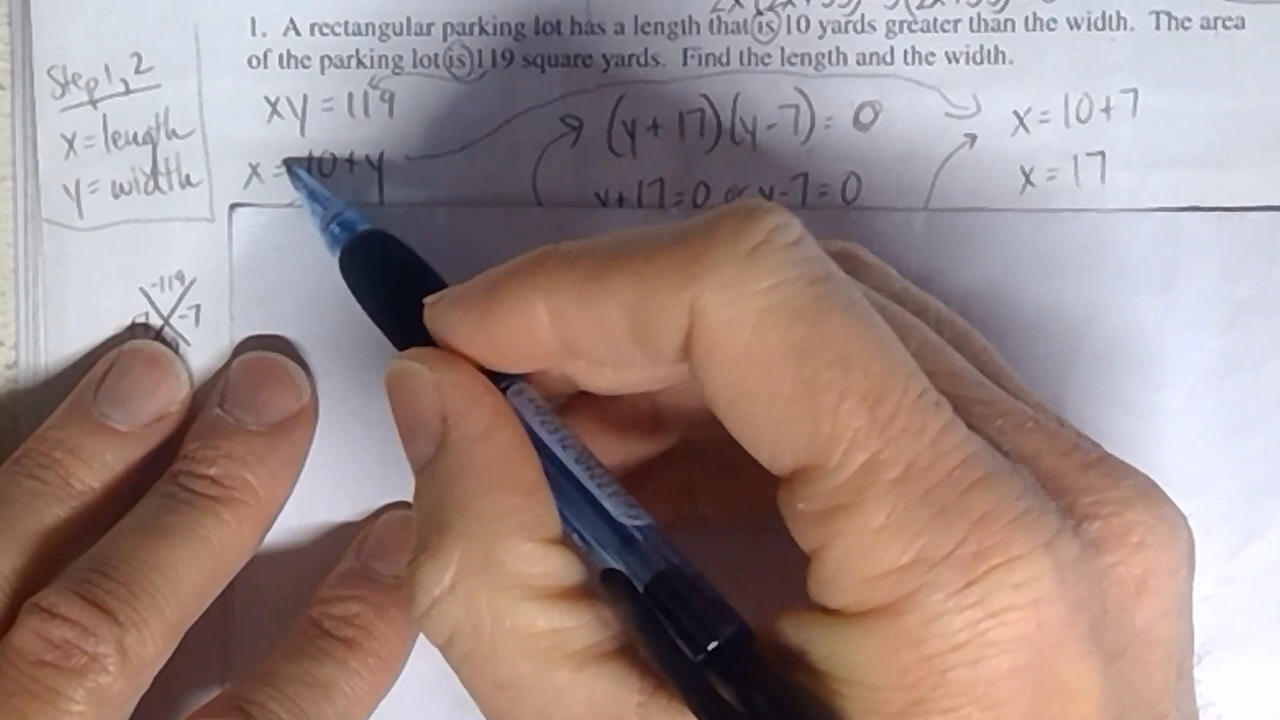 1. A rectangular parking lot has a length that is 10 yards greater than the width. The area
of the parking lot is 119 square yards. Find the length and the width.
Step 1, 2
x = length
y = width
xy = 119
x = 10 + y
(y + 17)(y - 7) = 0
y + 17 = 0 or y - 7 = 0
x = 10 + 7
x = 17
-119
-7